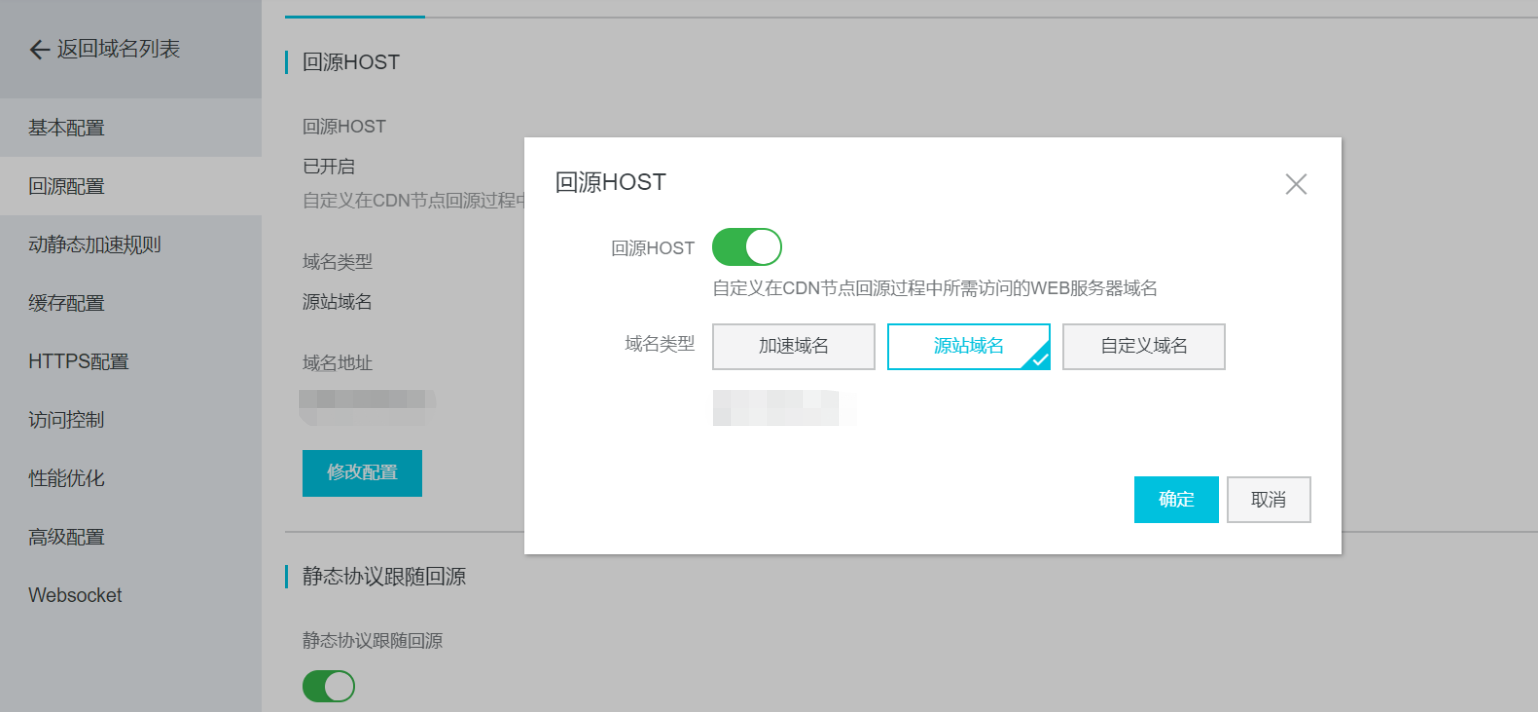 返回域名列表
基本配置
回源配置
动静态加速规则
缓存配置
HTTPS配置
访问控制
性能优化
高级配置
Websocket
回源HOST
回源HOST
已开启
自定义在CDN节点回源过程中
域名类型
源站域名
域名地址
修改配置
静态协议跟随回源
静态协议跟随回源
回源HOST
回源HOST
自定义在CDN节点回源过程中所需访问的WEB服务器域名
域名类型 加速域名 源站域名 自定义域名
确定 取消